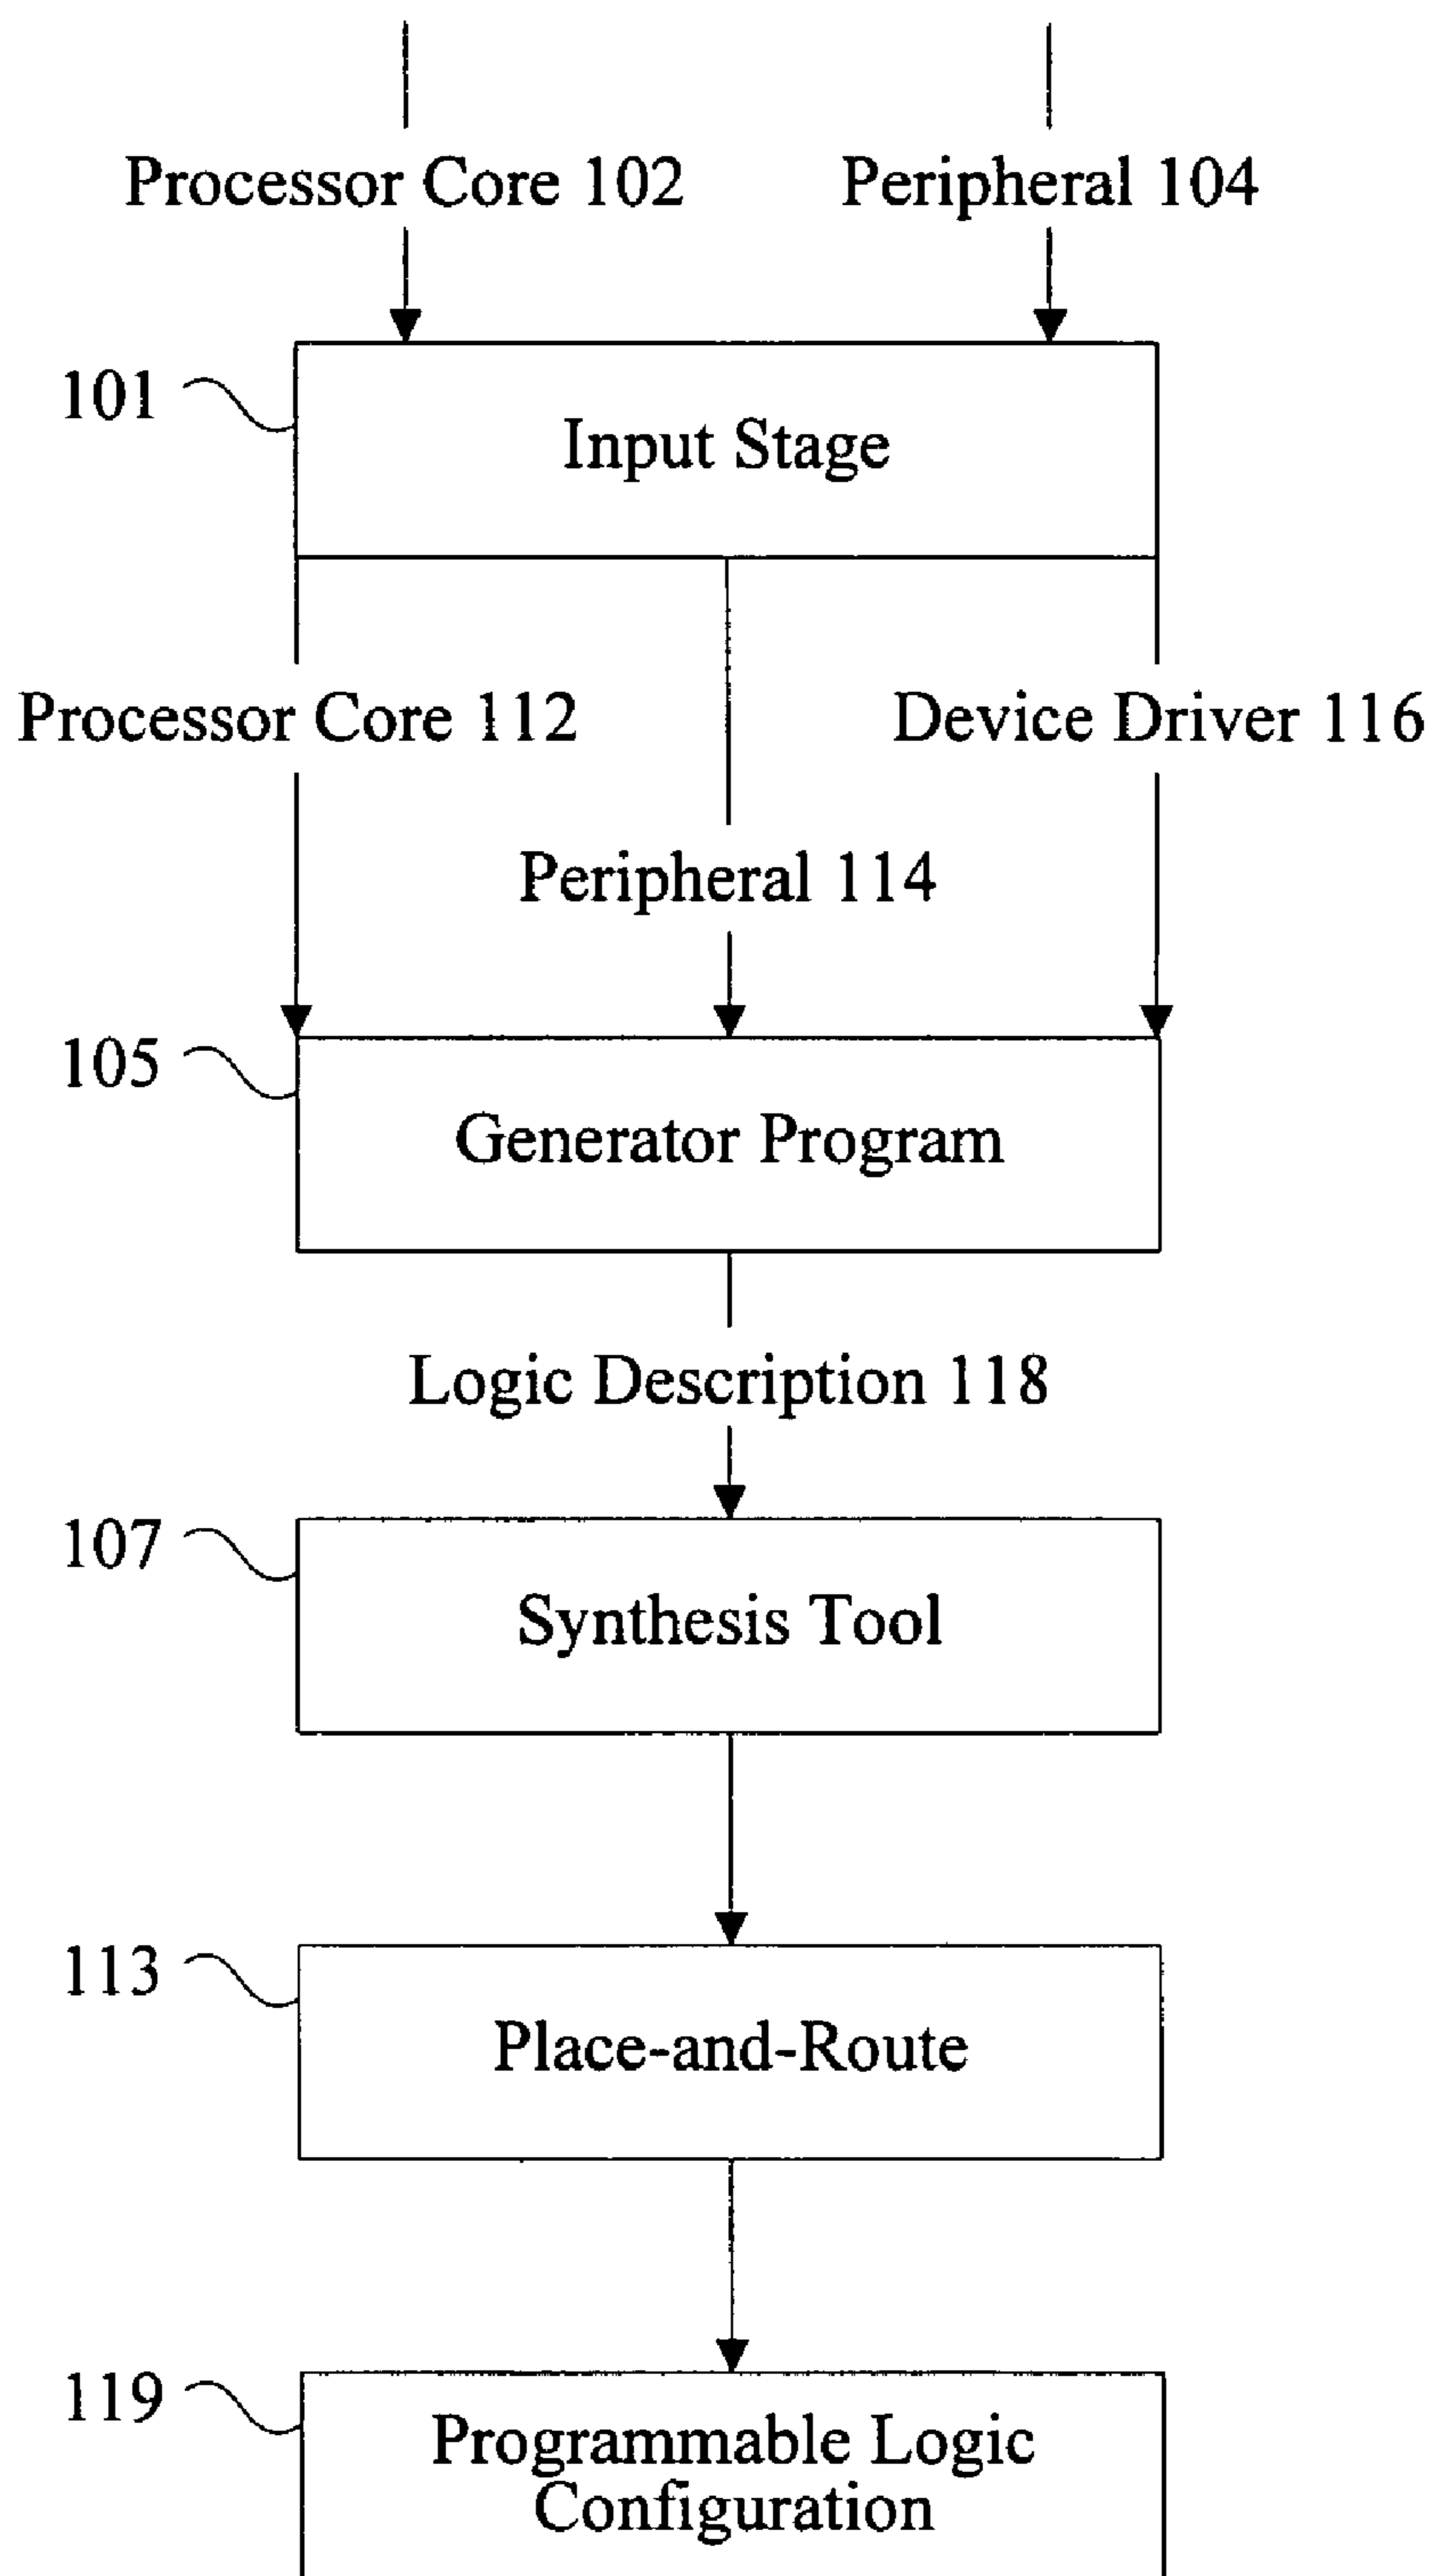 Processor Core 102
Peripheral 104
101
Input Stage
Processor Core 112
Device Driver 116
Peripheral 114
105
Generator Program
Logic Description 118
107
Synthesis Tool
113
Place-and-Route
119
Programmable Logic
Configuration